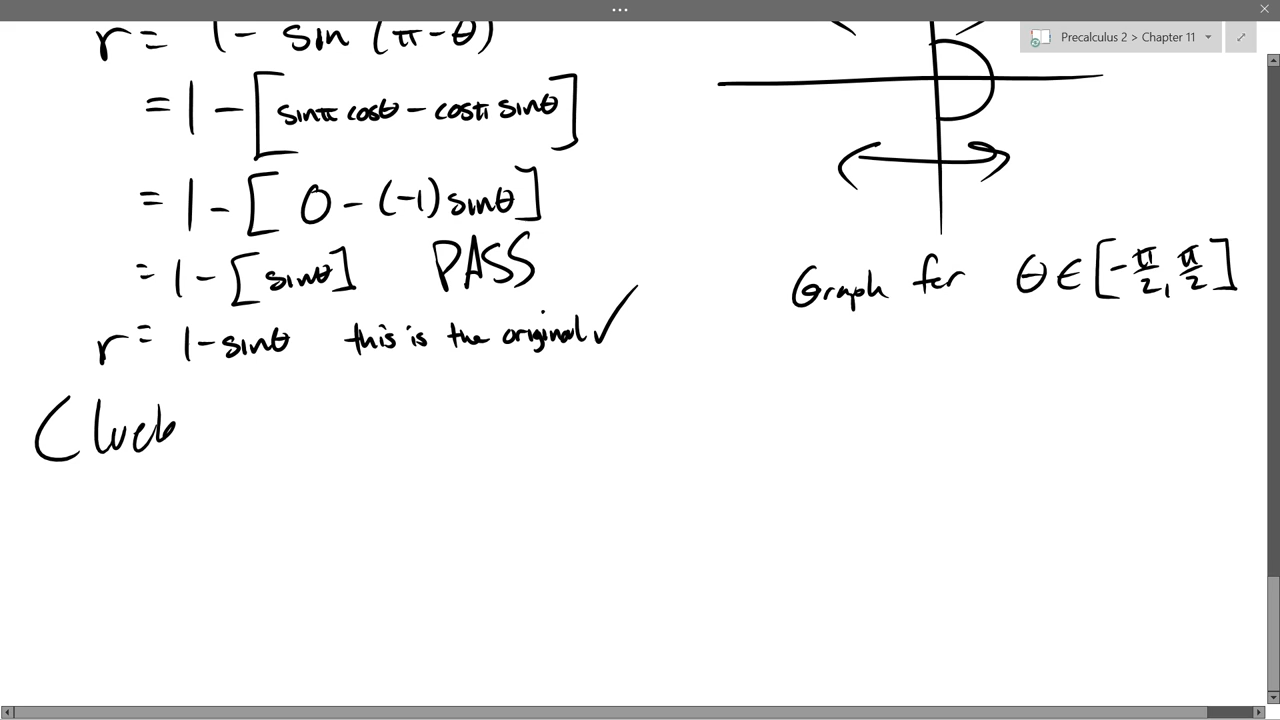 Precalculus 2 > Chapter 11
r = 1 - sin (π - θ)
= 1 - [sinπ cosθ - cosπ sinθ]
= 1 - [0 - (-1) sinθ]
= 1 - [sinθ] PASS
r = 1 - sinθ this is the original ✓
Graph for θ ∈ [-π/2, π/2]